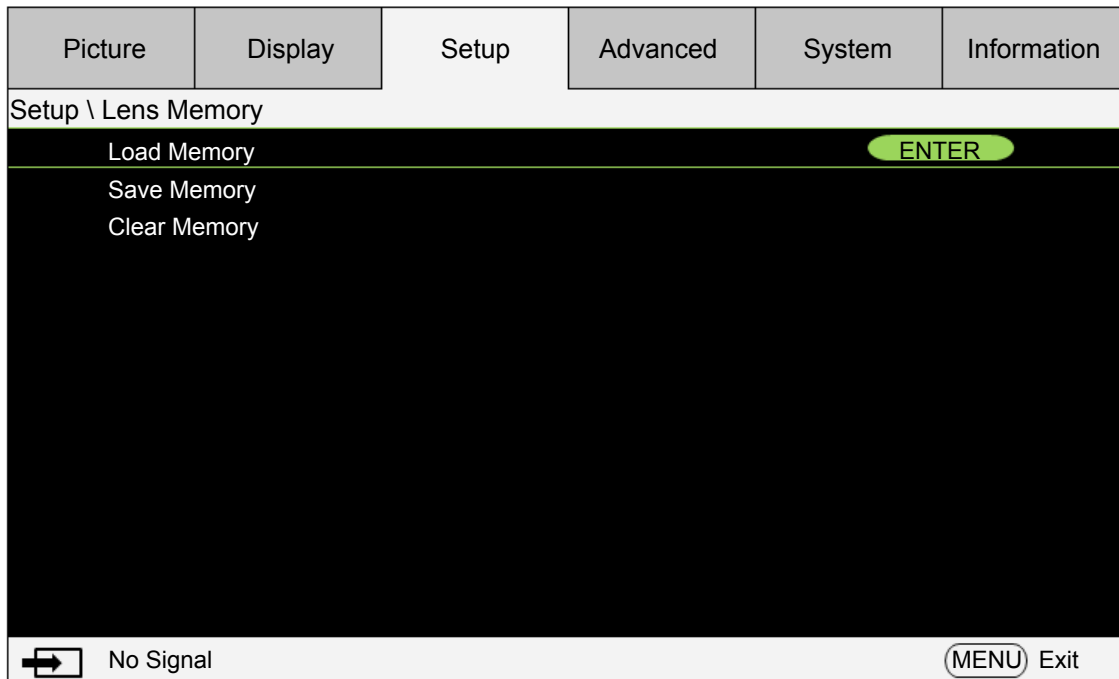 Picture Display Setup Advanced System Information
Setup \ Lens Memory
Load Memory ENTER
Save Memory
Clear Memory
No Signal MENU Exit